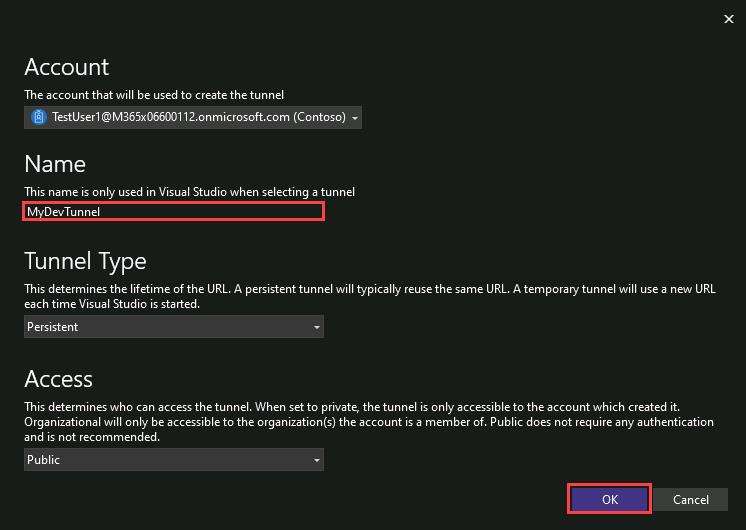 Account
The account that will be used to create the tunnel
TestUser1@M365x06600112.onmicrosoft.com (Contoso)
Name
This name is only used in Visual Studio when selecting a tunnel
MyDevTunnel
Tunnel Type
This determines the lifetime of the URL. A persistent tunnel will typically reuse the same URL. A temporary tunnel will use a new URL
each time Visual Studio is started.
Persistent
Access
This determines who can access the tunnel. When set to private, the tunnel is only accessible to the account which created it.
Organizational will only be accessible to the organization(s) the account is a member of. Public does not require any authentication
and is not recommended.
Public
OK Cancel